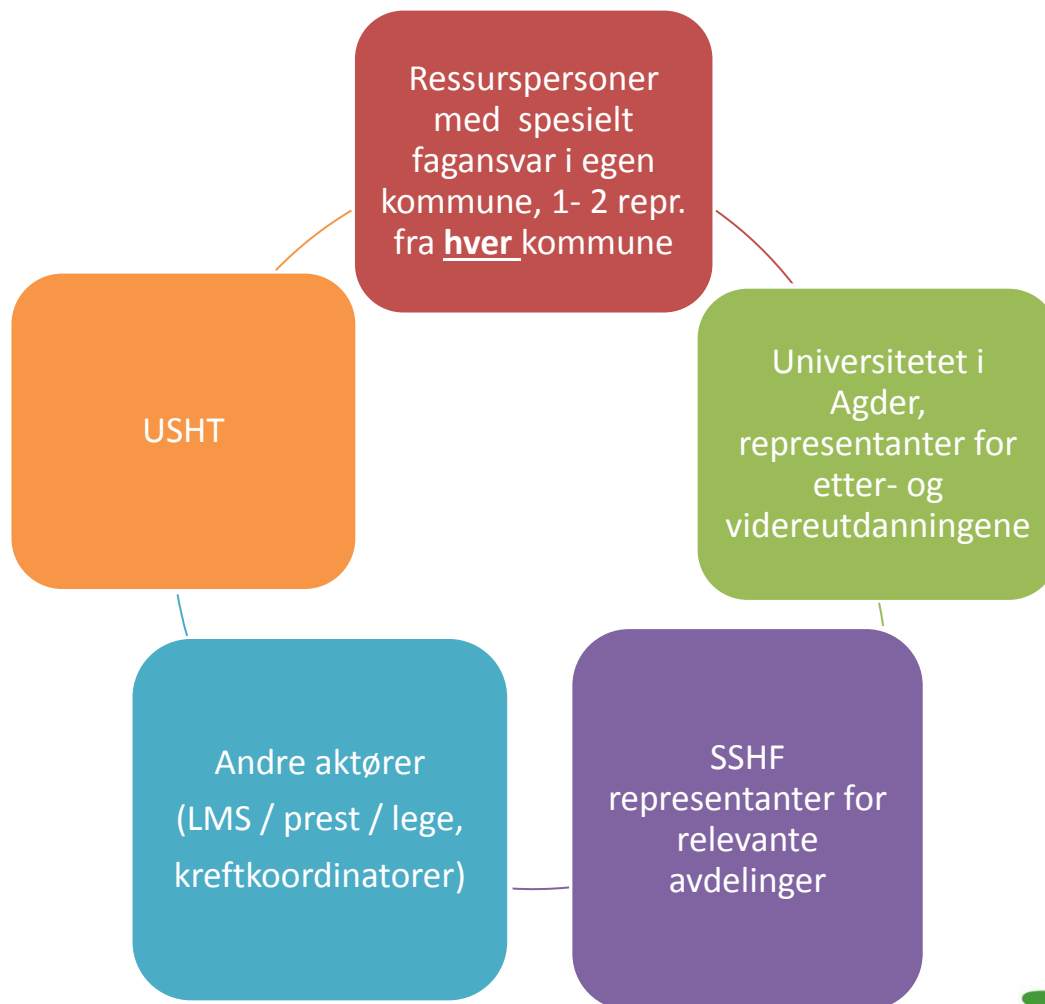 Ressurspersoner
med  spesielt
fagansvar i egen
kommune, 1- 2 repr.
fra hver kommune
Universitetet i
Agder,
representanter for
etter- og
videreutdanningene
SSHF
representanter for
relevante
avdelinger
Andre aktører
(LMS / prest / lege,
kreftkoordinatorer)
USHT